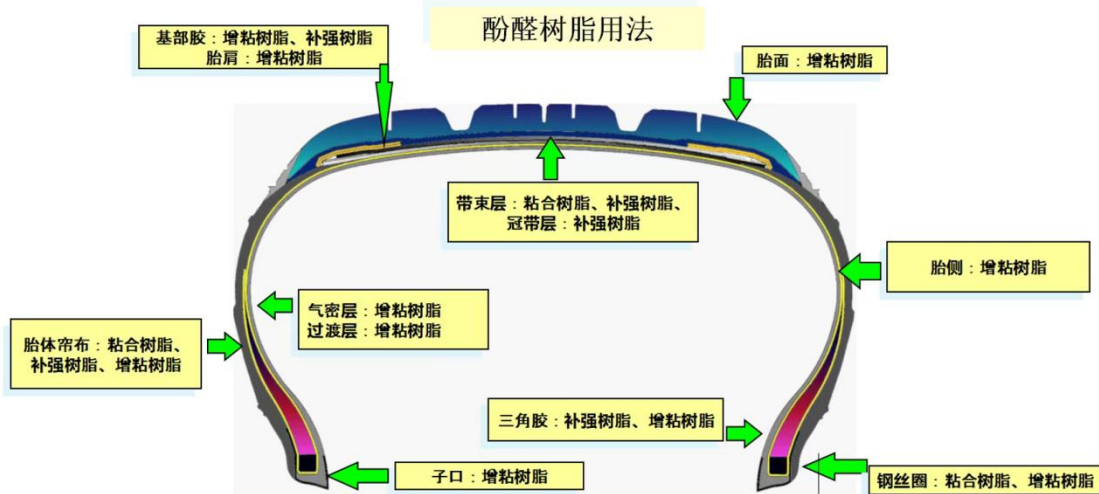 酚醛树脂用法
基部胶：增粘树脂、补强树脂
胎肩：增粘树脂
胎面：增粘树脂
带束层：粘合树脂、补强树脂、
冠带层：补强树脂
胎侧：增粘树脂
气密层：增粘树脂
过渡层：增粘树脂
胎体帘布：粘合树脂、
补强树脂、增粘树脂
三角胶：补强树脂、增粘树脂
子口：增粘树脂
钢丝圈：粘合树脂、增粘树脂